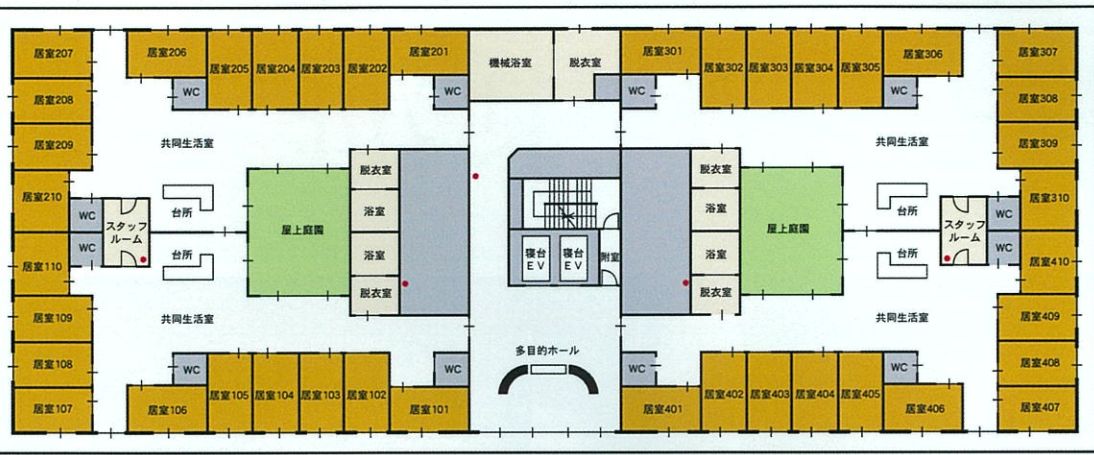 居室207
居室206
居室205
居室204
居室203
居室202
居室201
機械浴室
脱衣室
居室301
居室302
居室303
居室304
居室305
居室306
居室307
WC
WC
WC
WC
居室208
居室308
居室209
共同生活室
共同生活室
居室309
脱衣室
脱衣室
居室210
WC
スタッフ
ルーム
台所
浴室
浴室
台所
スタッフ
ルーム
WC
居室310
屋上庭園
屋上庭園
居室110
WC
台所
浴室
寝台
EV
寝台
EV
附室
浴室
台所
WC
居室410
脱衣室
脱衣室
居室109
共同生活室
共同生活室
居室409
多目的ホール
居室108
WC
WC
WC
WC
居室408
居室107
居室106
居室105
居室104
居室103
居室102
居室101
居室401
居室402
居室403
居室404
居室405
居室406
居室407